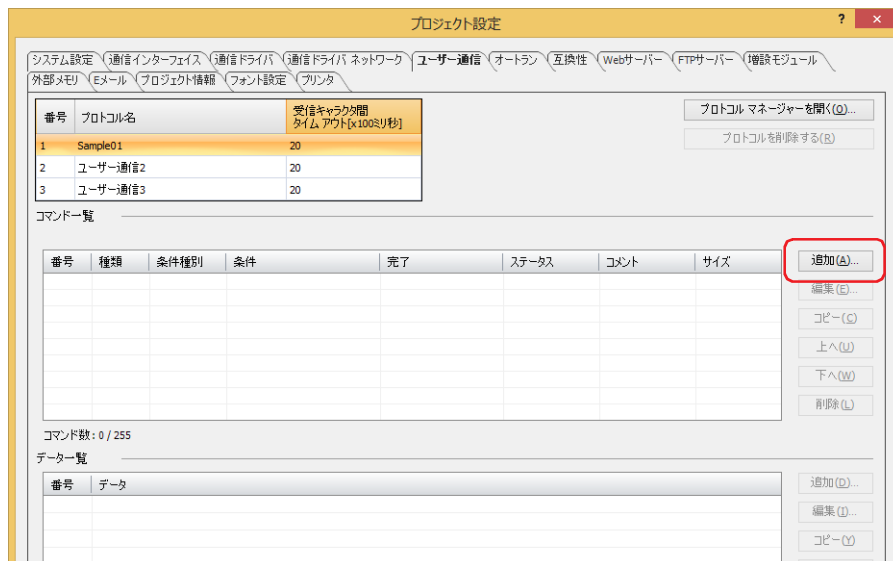 プロジェクト設定
? ×
システム設定 通信インターフェイス 通信ドライバ 通信ドライバ ネットワーク ユーザー通信 オートラン 互換性 Webサーバー FTPサーバー 増設モジュール
外部メモリ Eメール プロジェクト情報 フォント設定 プリンタ
番号 プロトコル名 受信キャラクタ間
タイム アウト[x100ミリ秒]
プロトコル マネージャーを開く(O)...
1 Sample01 20
プロトコルを削除する(R)
2 ユーザー通信2 20
3 ユーザー通信3 20
コマンド一覧
番号 種類 条件種別 条件 完了 ステータス コメント サイズ
追加(A)...
編集(E)...
コピー(C)
上へ(U)
下へ(W)
削除(L)
コマンド数 : 0 / 255
データ一覧
番号 データ
追加(D)...
編集(I)...
コピー(Y)